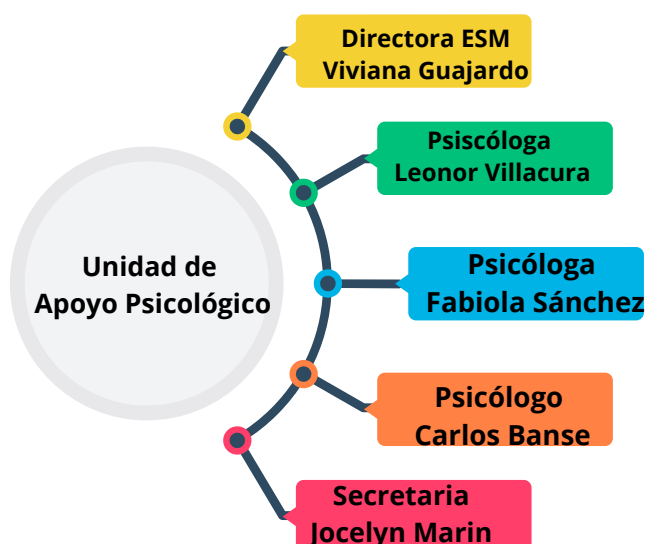 Directora ESM
Viviana Guajardo
Psiscóloga
Leonor Villacura
Unidad de
Apoyo Psicológico
Psicóloga
Fabiola Sánchez
Psicólogo
Carlos Banse
Secretaria
Jocelyn Marin